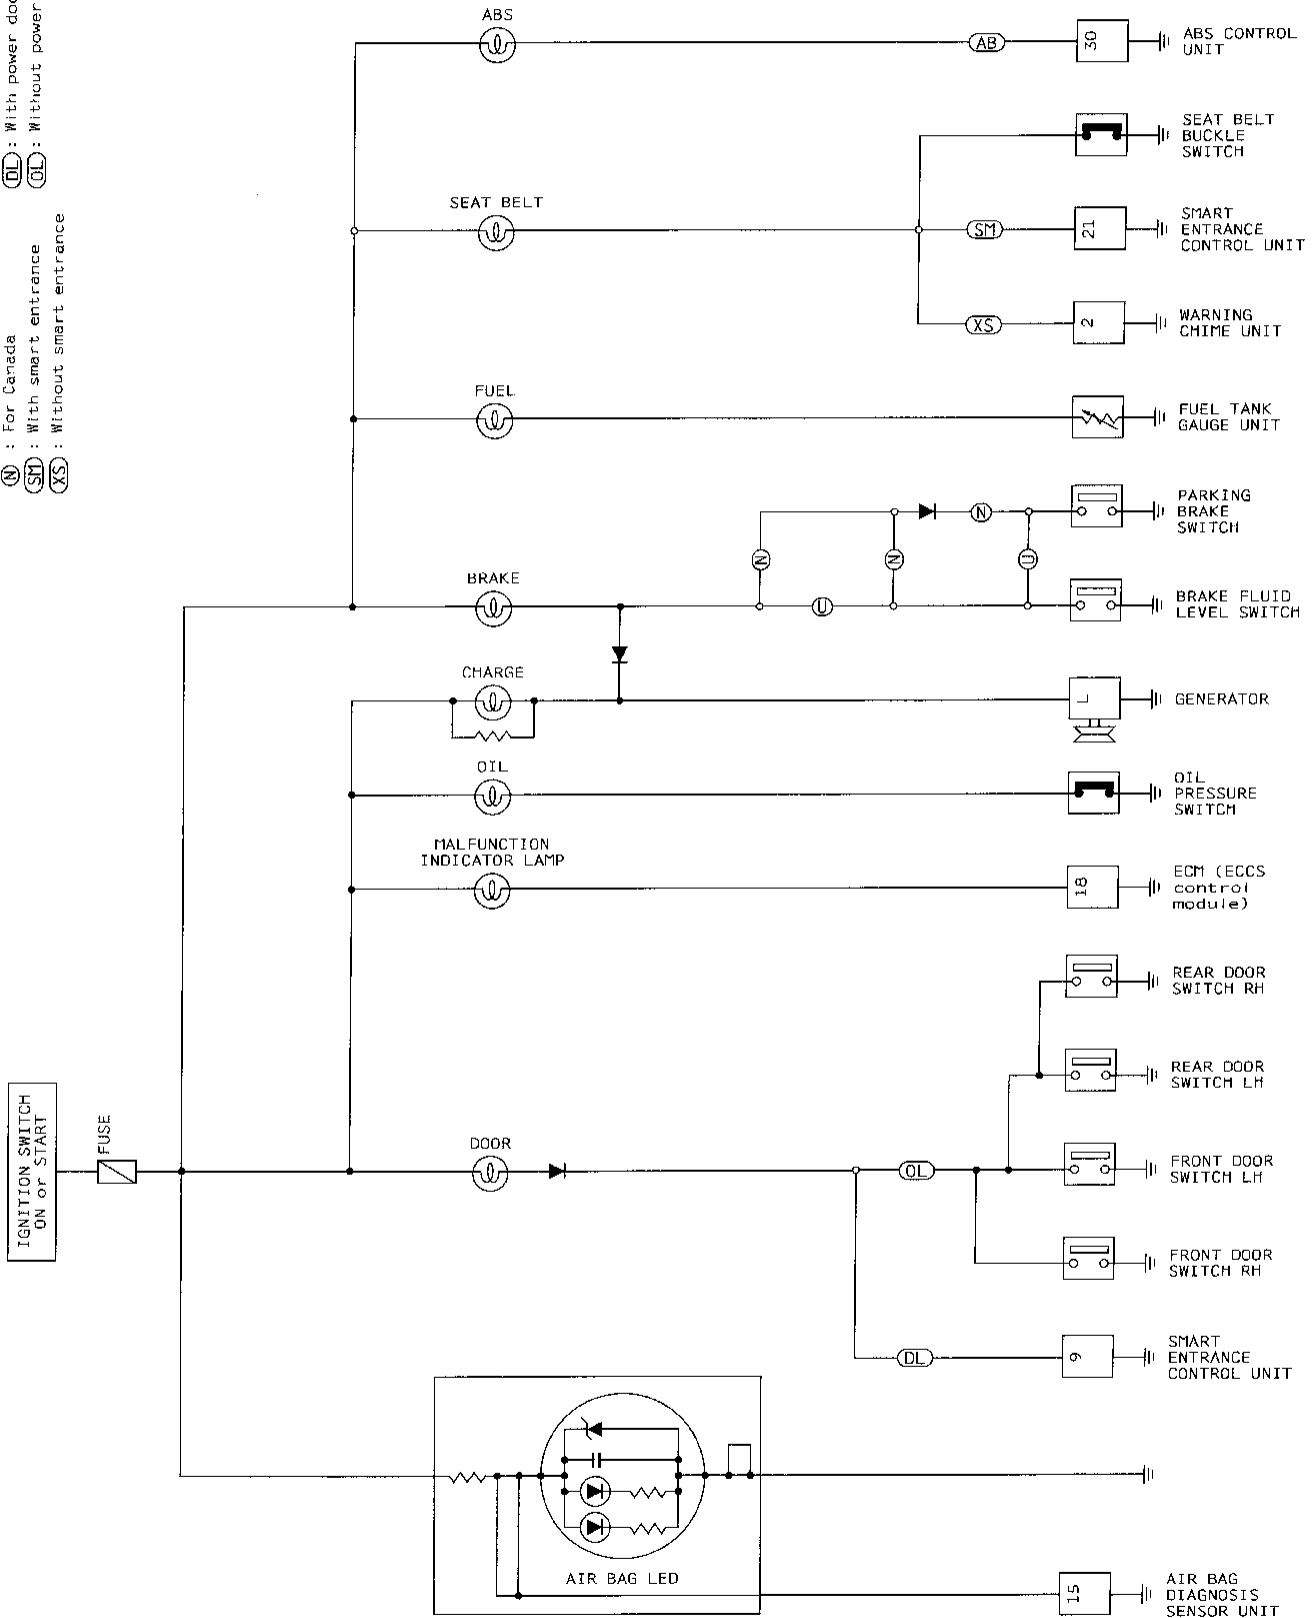 DL : With power
OL : Without power
N : For Canada
SM : With smart entrance
XS : Without smart entrance
ABS
AB
30
ABS CONTROL
UNIT
SEAT BELT
BUCKLE
SWITCH
SEAT BELT
SM
21
SMART
ENTRANCE
CONTROL UNIT
XS
2
WARNING
CHIME UNIT
FUEL
FUEL TANK
GAUGE UNIT
N
PARKING
BRAKE
SWITCH
N
N
U
BRAKE
U
BRAKE FLUID
LEVEL SWITCH
CHARGE
L
GENERATOR
OIL
OIL
PRESSURE
SWITCH
MALFUNCTION
INDICATOR LAMP
18
ECM (ECCS
control
module)
REAR DOOR
SWITCH RH
REAR DOOR
SWITCH LH
IGNITION SWITCH
ON or START
FUSE
DOOR
OL
FRONT DOOR
SWITCH LH
FRONT DOOR
SWITCH RH
DL
9
SMART
ENTRANCE
CONTROL UNIT
AIR BAG LED
15
AIR BAG
DIAGNOSIS
SENSOR UNIT